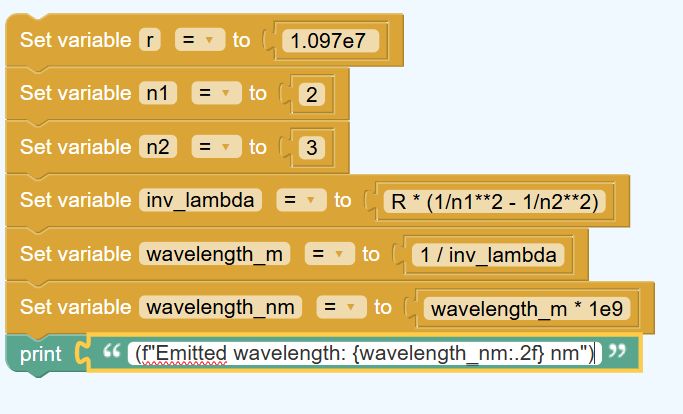 Set variable r = ▾ to 1.097e7
Set variable n1 = ▾ to 2
Set variable n2 = ▾ to 3
Set variable inv_lambda = ▾ to R * (1/n1**2 - 1/n2**2)
Set variable wavelength_m = ▾ to 1 / inv_lambda
Set variable wavelength_nm = ▾ to wavelength_m * 1e9
print “ (f"Emitted wavelength: {wavelength_nm:.2f} nm") ”